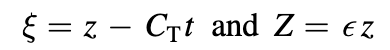 ξ = z − C_T t and Z = ϵz